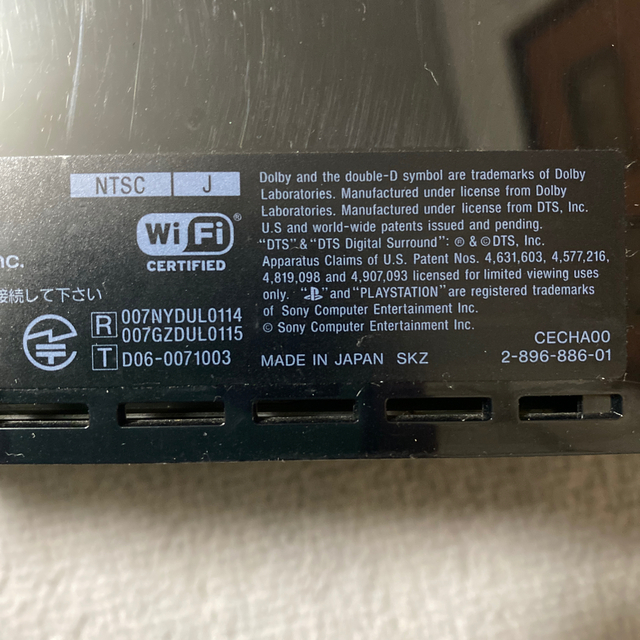 NTSC J
Wi Fi ®
CERTIFIED
nc.
接続して下さい
R 007NYDUL0114
007GZDUL0115
T D06-0071003
Dolby and the double-D symbol are trademarks of Dolby
Laboratories. Manufactured under license from Dolby
Laboratories. Manufactured under license from DTS, Inc.
U.S and world-wide patents issued and pending.
“DTS”&“DTS Digital Surround”: ℗ & © DTS, Inc.
Apparatus Claims of U.S. Patent Nos. 4,631,603, 4,577,216,
4,819,098 and 4,907,093 licensed for limited viewing uses
only. “ ” and “PLAYSTATION” are registered trademarks
of Sony Computer Entertainment Inc.
© Sony Computer Entertainment Inc.
CECHA00
MADE IN JAPAN SKZ 2-896-886-01